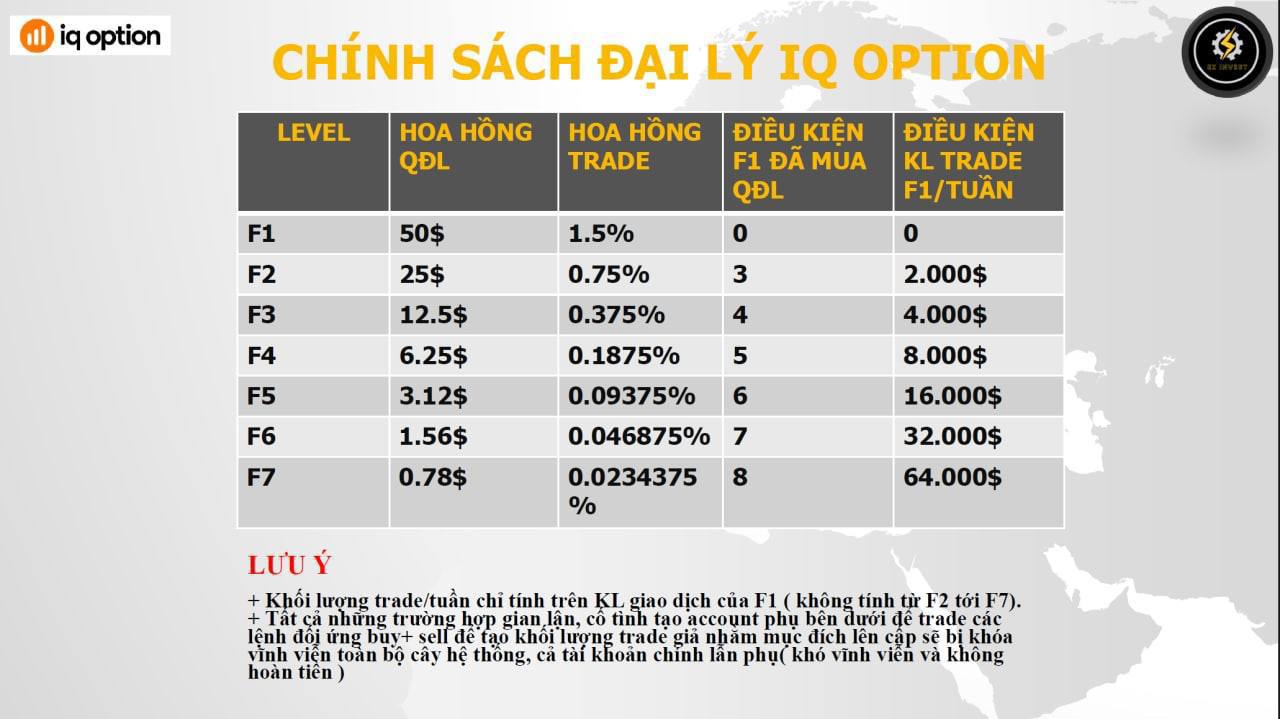 iq option
EX INVEST
CHÍNH SÁCH ĐẠI LÝ IQ OPTION
LEVEL
HOA HỒNG QĐL
HOA HỒNG TRADE
ĐIỀU KIỆN F1 ĐÃ MUA QĐL
ĐIỀU KIỆN KL TRADE F1/TUẦN
F1 50$ 1.5% 0 0
F2 25$ 0.75% 3 2.000$
F3 12.5$ 0.375% 4 4.000$
F4 6.25$ 0.1875% 5 8.000$
F5 3.12$ 0.09375% 6 16.000$
F6 1.56$ 0.046875% 7 32.000$
F7 0.78$ 0.0234375% 8 64.000$
LƯU Ý
+ Khối lượng trade/tuần chỉ tính trên KL giao dịch của F1 ( không tính từ F2 tới F7).
+ Tất cả những trường hợp gian lận, cố tình tạo account phụ bên dưới để trade các
lệnh đối ứng buy+ sell để tạo khối lượng trade giả nhằm mục đích lên cấp sẽ bị khóa
vĩnh viễn toàn bộ cây hệ thống, cả tài khoản chính lẫn phụ( khó vĩnh viễn và không
hoàn tiền )